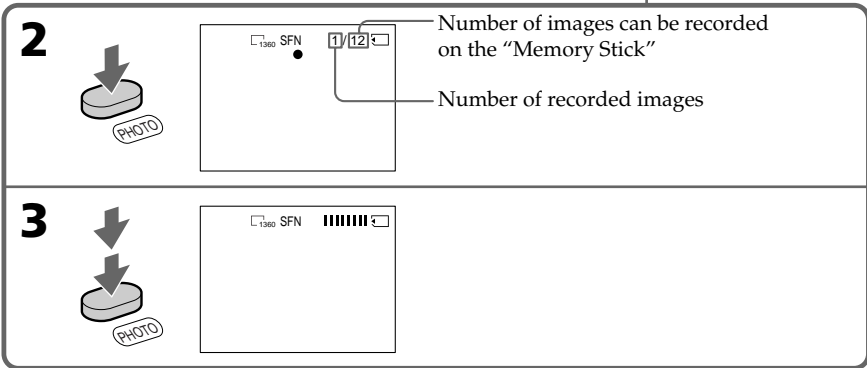 2
1360 SFN 1/12
Number of images can be recorded
on the “Memory Stick”
Number of recorded images
PHOTO
3
1360 SFN
PHOTO